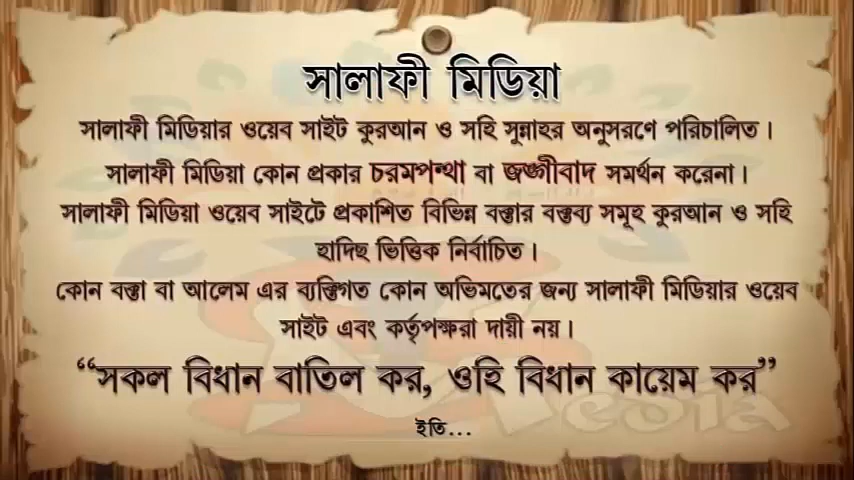 সালাফী মিডিয়া
সালাফী মিডিয়ার ওয়েব সাইট কুরআন ও সহি সুন্নাহর অনুসরণে পরিচালিত।
সালাফী মিডিয়া কোন প্রকার চরমপন্থা বা জঙ্গীবাদ সমর্থন করেনা।
সালাফী মিডিয়া ওয়েব সাইটে প্রকাশিত বিভিন্ন বক্তার বক্তব্য সমূহ কুরআন ও সহি
হাদিছ ভিত্তিক নির্বাচিত।
কোন বক্তা বা আলেম এর ব্যক্তিগত কোন অভিমতের জন্য সালাফী মিডিয়ার ওয়েব
সাইট এবং কর্তৃপক্ষরা দায়ী নয়।
“সকল বিধান বাতিল কর, ওহি বিধান কায়েম কর”
ইতি...